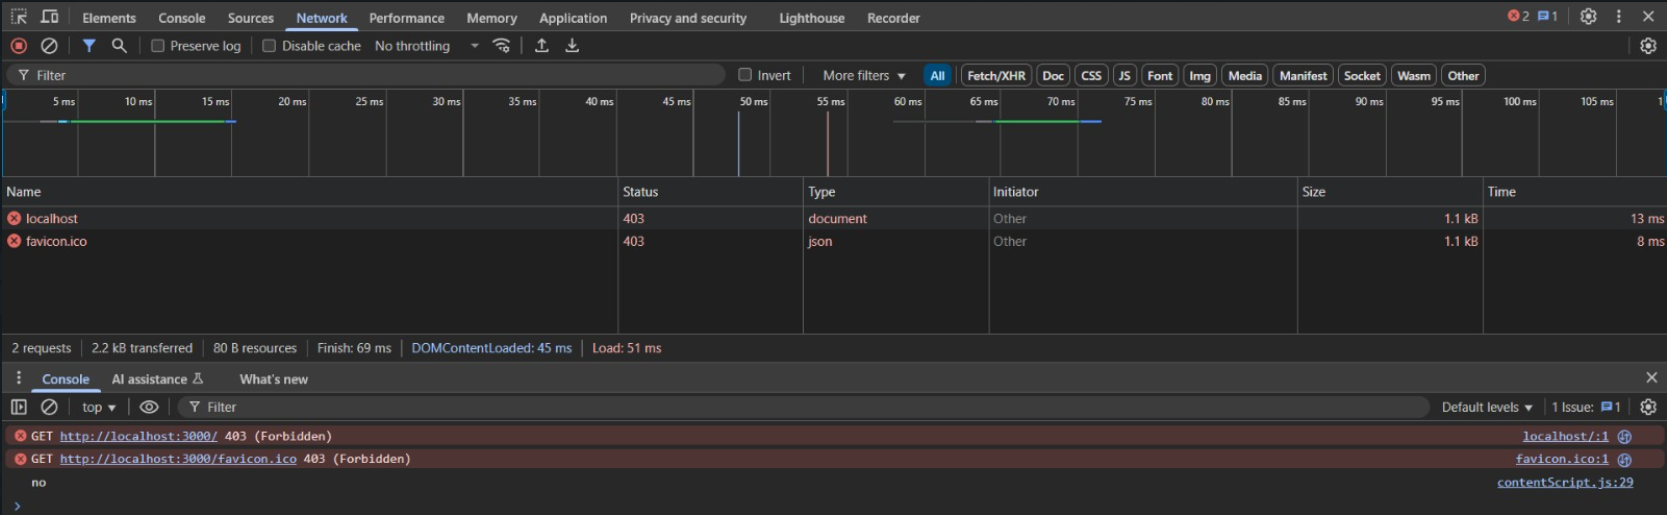 Elements Console Sources Network Performance Memory Application Privacy and security Lighthouse Recorder 2 1
Preserve log Disable cache No throttling
Filter Invert More filters All Fetch/XHR Doc CSS JS Font Img Media Manifest Socket Wasm Other
5 ms 10 ms 15 ms 20 ms 25 ms 30 ms 35 ms 40 ms 45 ms 50 ms 55 ms 60 ms 65 ms 70 ms 75 ms 80 ms 85 ms 90 ms 95 ms 100 ms 105 ms 1
Name Status Type Initiator Size Time
localhost 403 document Other 1.1 kB 13 ms
favicon.ico 403 json Other 1.1 kB 8 ms
2 requests 2.2 kB transferred 80 B resources Finish: 69 ms DOMContentLoaded: 45 ms Load: 51 ms
Console AI assistance What's new
top Filter Default levels 1 Issue: 1
GET http://localhost:3000/ 403 (Forbidden) localhost/:1
GET http://localhost:3000/favicon.ico 403 (Forbidden) favicon.ico:1
no contentScript.js:29